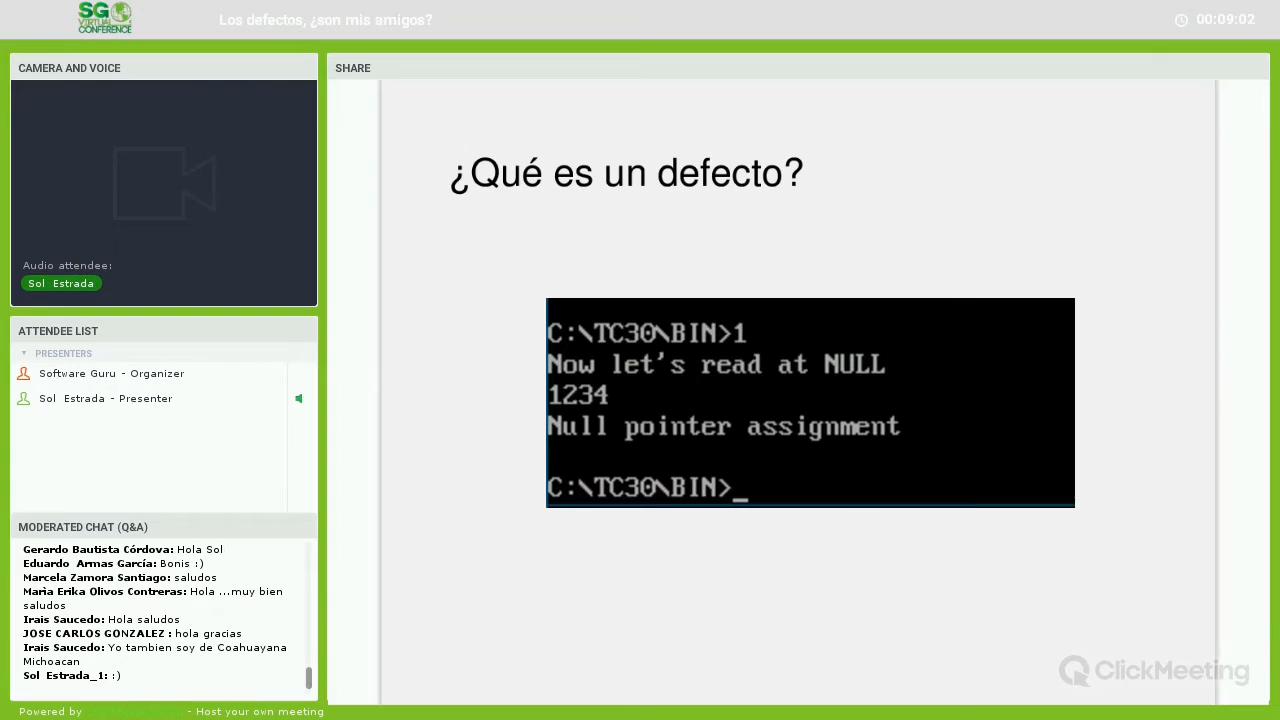 SG
VIRTUAL
CONFERENCE
Los defectos, ¿son mis amigos?
00:09:02
CAMERA AND VOICE
Audio attendee:
Sol Estrada
ATTENDEE LIST
PRESENTERS
Software Guru - Organizer
Sol Estrada - Presenter
MODERATED CHAT (Q&A)
Gerardo Bautista Córdova: Hola Sol
Eduardo Armas García: Bonis :)
Marcela Zamora Santiago: saludos
Marìa Erika Olivos Contreras: Hola ...muy bien
saludos
Irais Saucedo: Hola saludos
JOSE CARLOS GONZALEZ : hola gracias
Irais Saucedo: Yo tambien soy de Coahuayana
Michoacan
Sol Estrada_1: :)
Powered by - Host your own meeting
SHARE
¿Qué es un defecto?
C:\TC30\BIN>1
Now let's read at NULL
1234
Null pointer assignment
C:\TC30\BIN>_
ClickMeeting